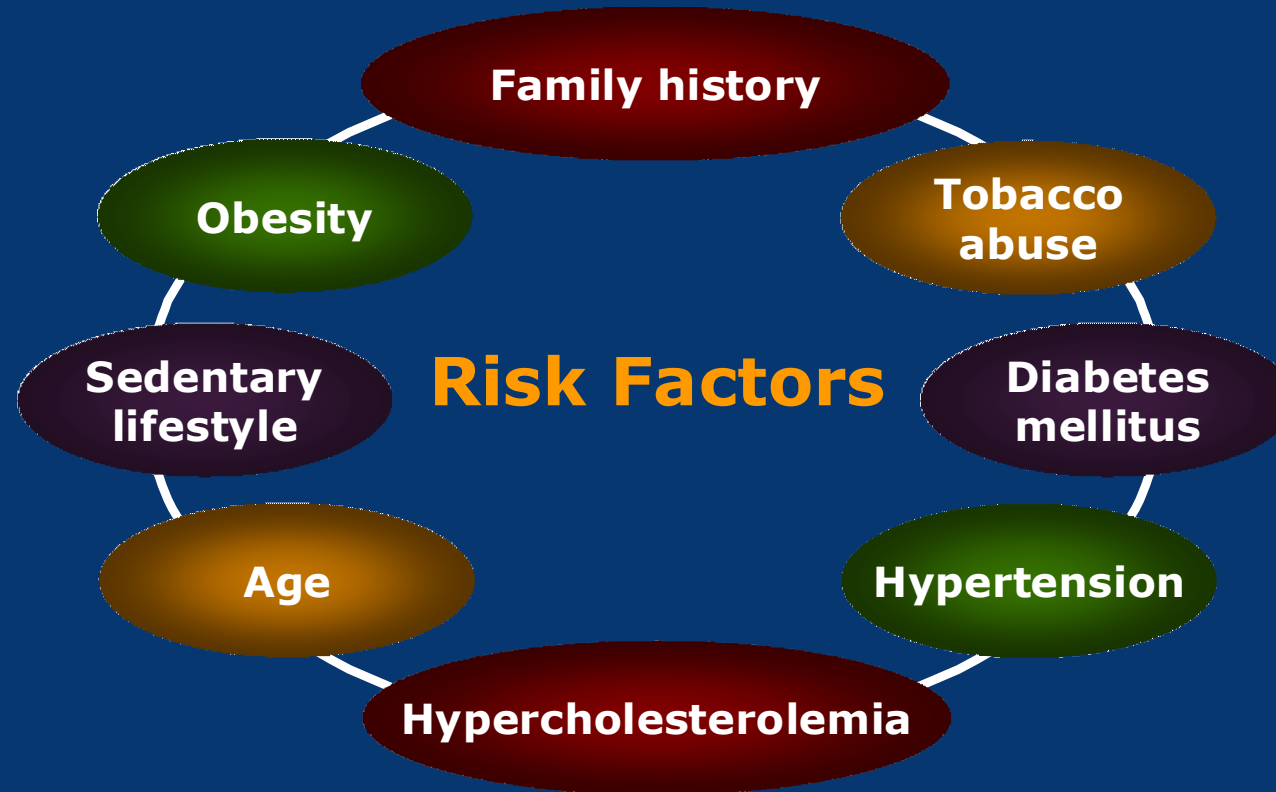 Family history
Obesity
Tobacco
abuse
Sedentary
lifestyle
Risk Factors
Diabetes
mellitus
Age
Hypertension
Hypercholesterolemia